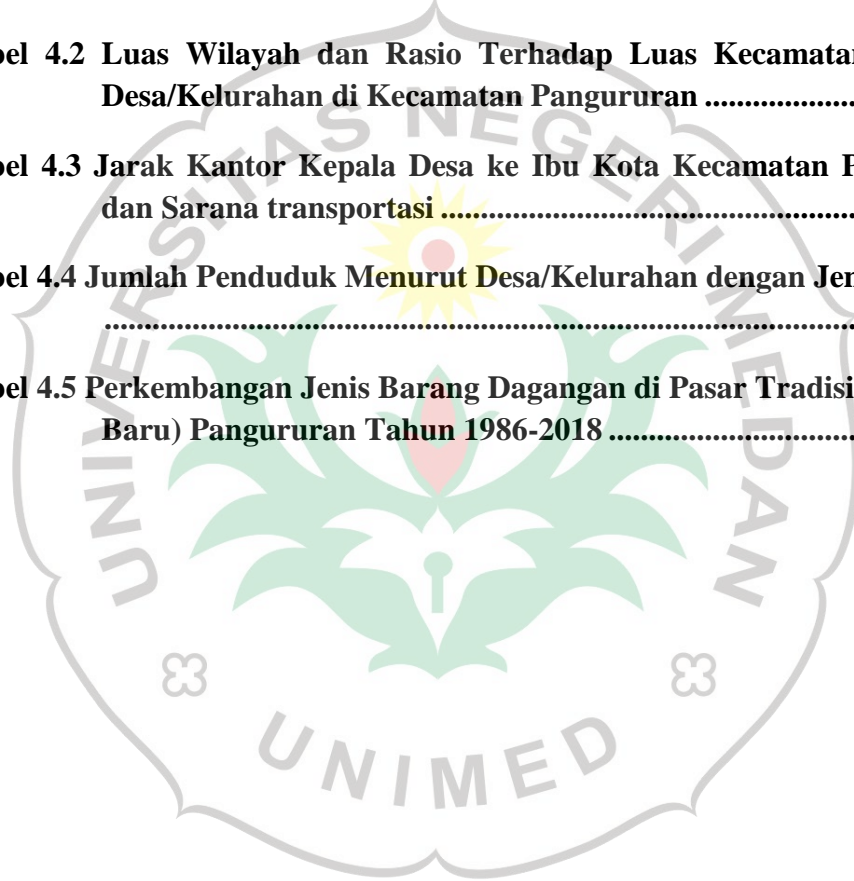 bel 4.2 Luas Wilayah dan Rasio Terhadap Luas Kecamatan
Desa/Kelurahan di Kecamatan Pangururan ...................
bel 4.3 Jarak Kantor Kepala Desa ke Ibu Kota Kecamatan
dan Sarana transportasi .....................................................
bel 4.4 Jumlah Penduduk Menurut Desa/Kelurahan dengan Jen
................................................................................................
bel 4.5 Perkembangan Jenis Barang Dagangan di Pasar Tradisi
Baru) Pangururan Tahun 1986-2018 ................................
UNIVERSITAS NEGERI MEDAN
UNIMED